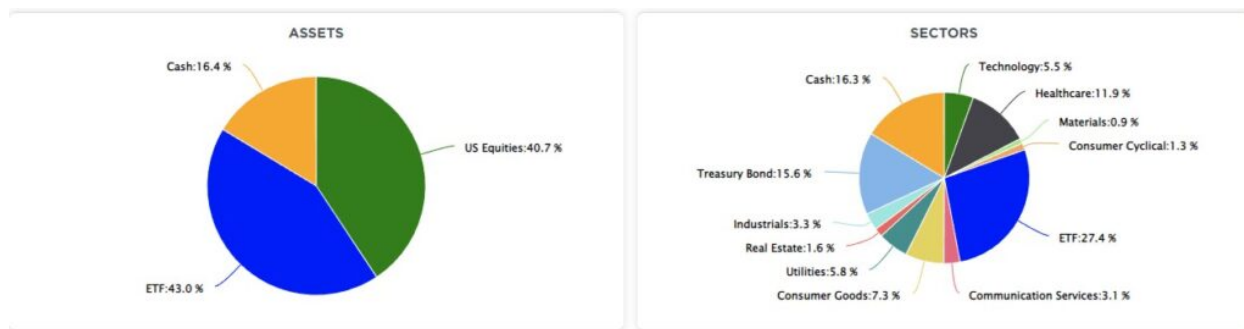 ASSETS
Cash:16.4 %
US Equities:40.7 %
ETF:43.0 %
SECTORS
Technology:5.5 %
Cash:16.3 %
Healthcare:11.9 %
Materials:0.9 %
Consumer Cyclical:1.3 %
Treasury Bond:15.6 %
Industrials:3.3 %
ETF:27.4 %
Real Estate:1.6 %
Utilities:5.8 %
Consumer Goods:7.3 %
Communication Services:3.1 %